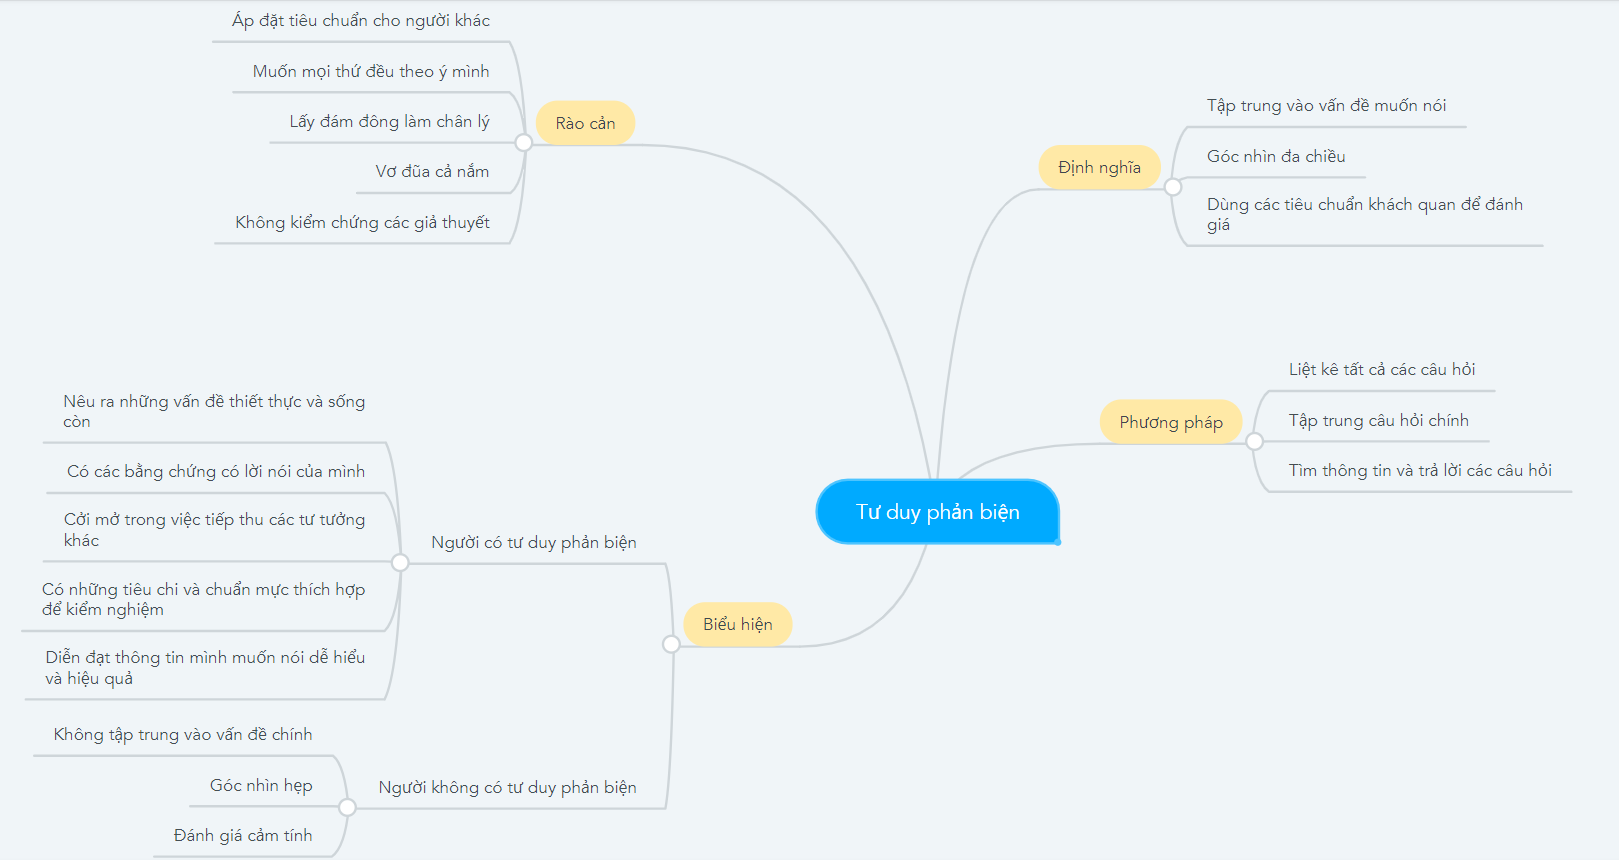 Áp đặt tiêu chuẩn cho người khác
Muốn mọi thứ đều theo ý mình
Lấy đám đông làm chân lý
Vơ đũa cả nắm
Không kiểm chứng các giả thuyết
Rào cản
Định nghĩa
Tập trung vào vấn đề muốn nói
Góc nhìn đa chiều
Dùng các tiêu chuẩn khách quan để đánh
giá
Phương pháp
Liệt kê tất cả các câu hỏi
Tập trung câu hỏi chính
Tìm thông tin và trả lời các câu hỏi
Tư duy phản biện
Biểu hiện
Người có tư duy phản biện
Nêu ra những vấn đề thiết thực và sống
còn
Có các bằng chứng có lời nói của mình
Cởi mở trong việc tiếp thu các tư tưởng
khác
Có những tiêu chi và chuẩn mực thích hợp
để kiểm nghiệm
Diễn đạt thông tin mình muốn nói dễ hiểu
và hiệu quả
Người không có tư duy phản biện
Không tập trung vào vấn đề chính
Góc nhìn hẹp
Đánh giá cảm tính